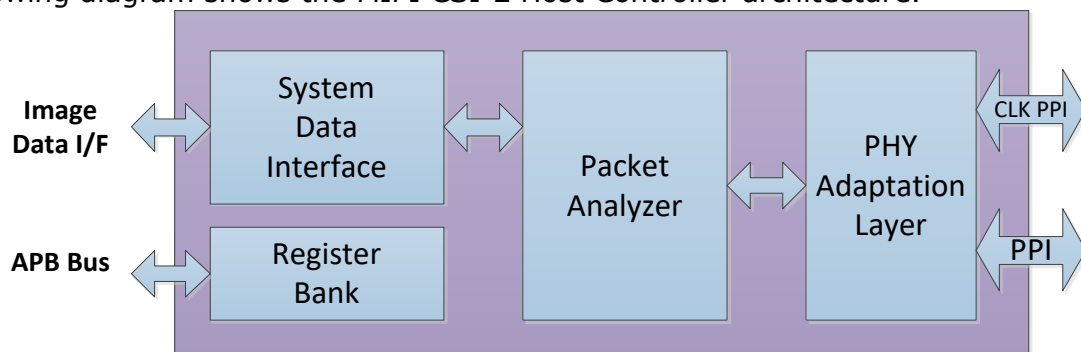 owing diagram shows the MIPI CSI-2 Host Controller architecture.
Image
Data I/F
System
Data
Interface
Packet
Analyzer
PHY
Adaptation
Layer
CLK PPI
APB Bus
Register
Bank
PPI